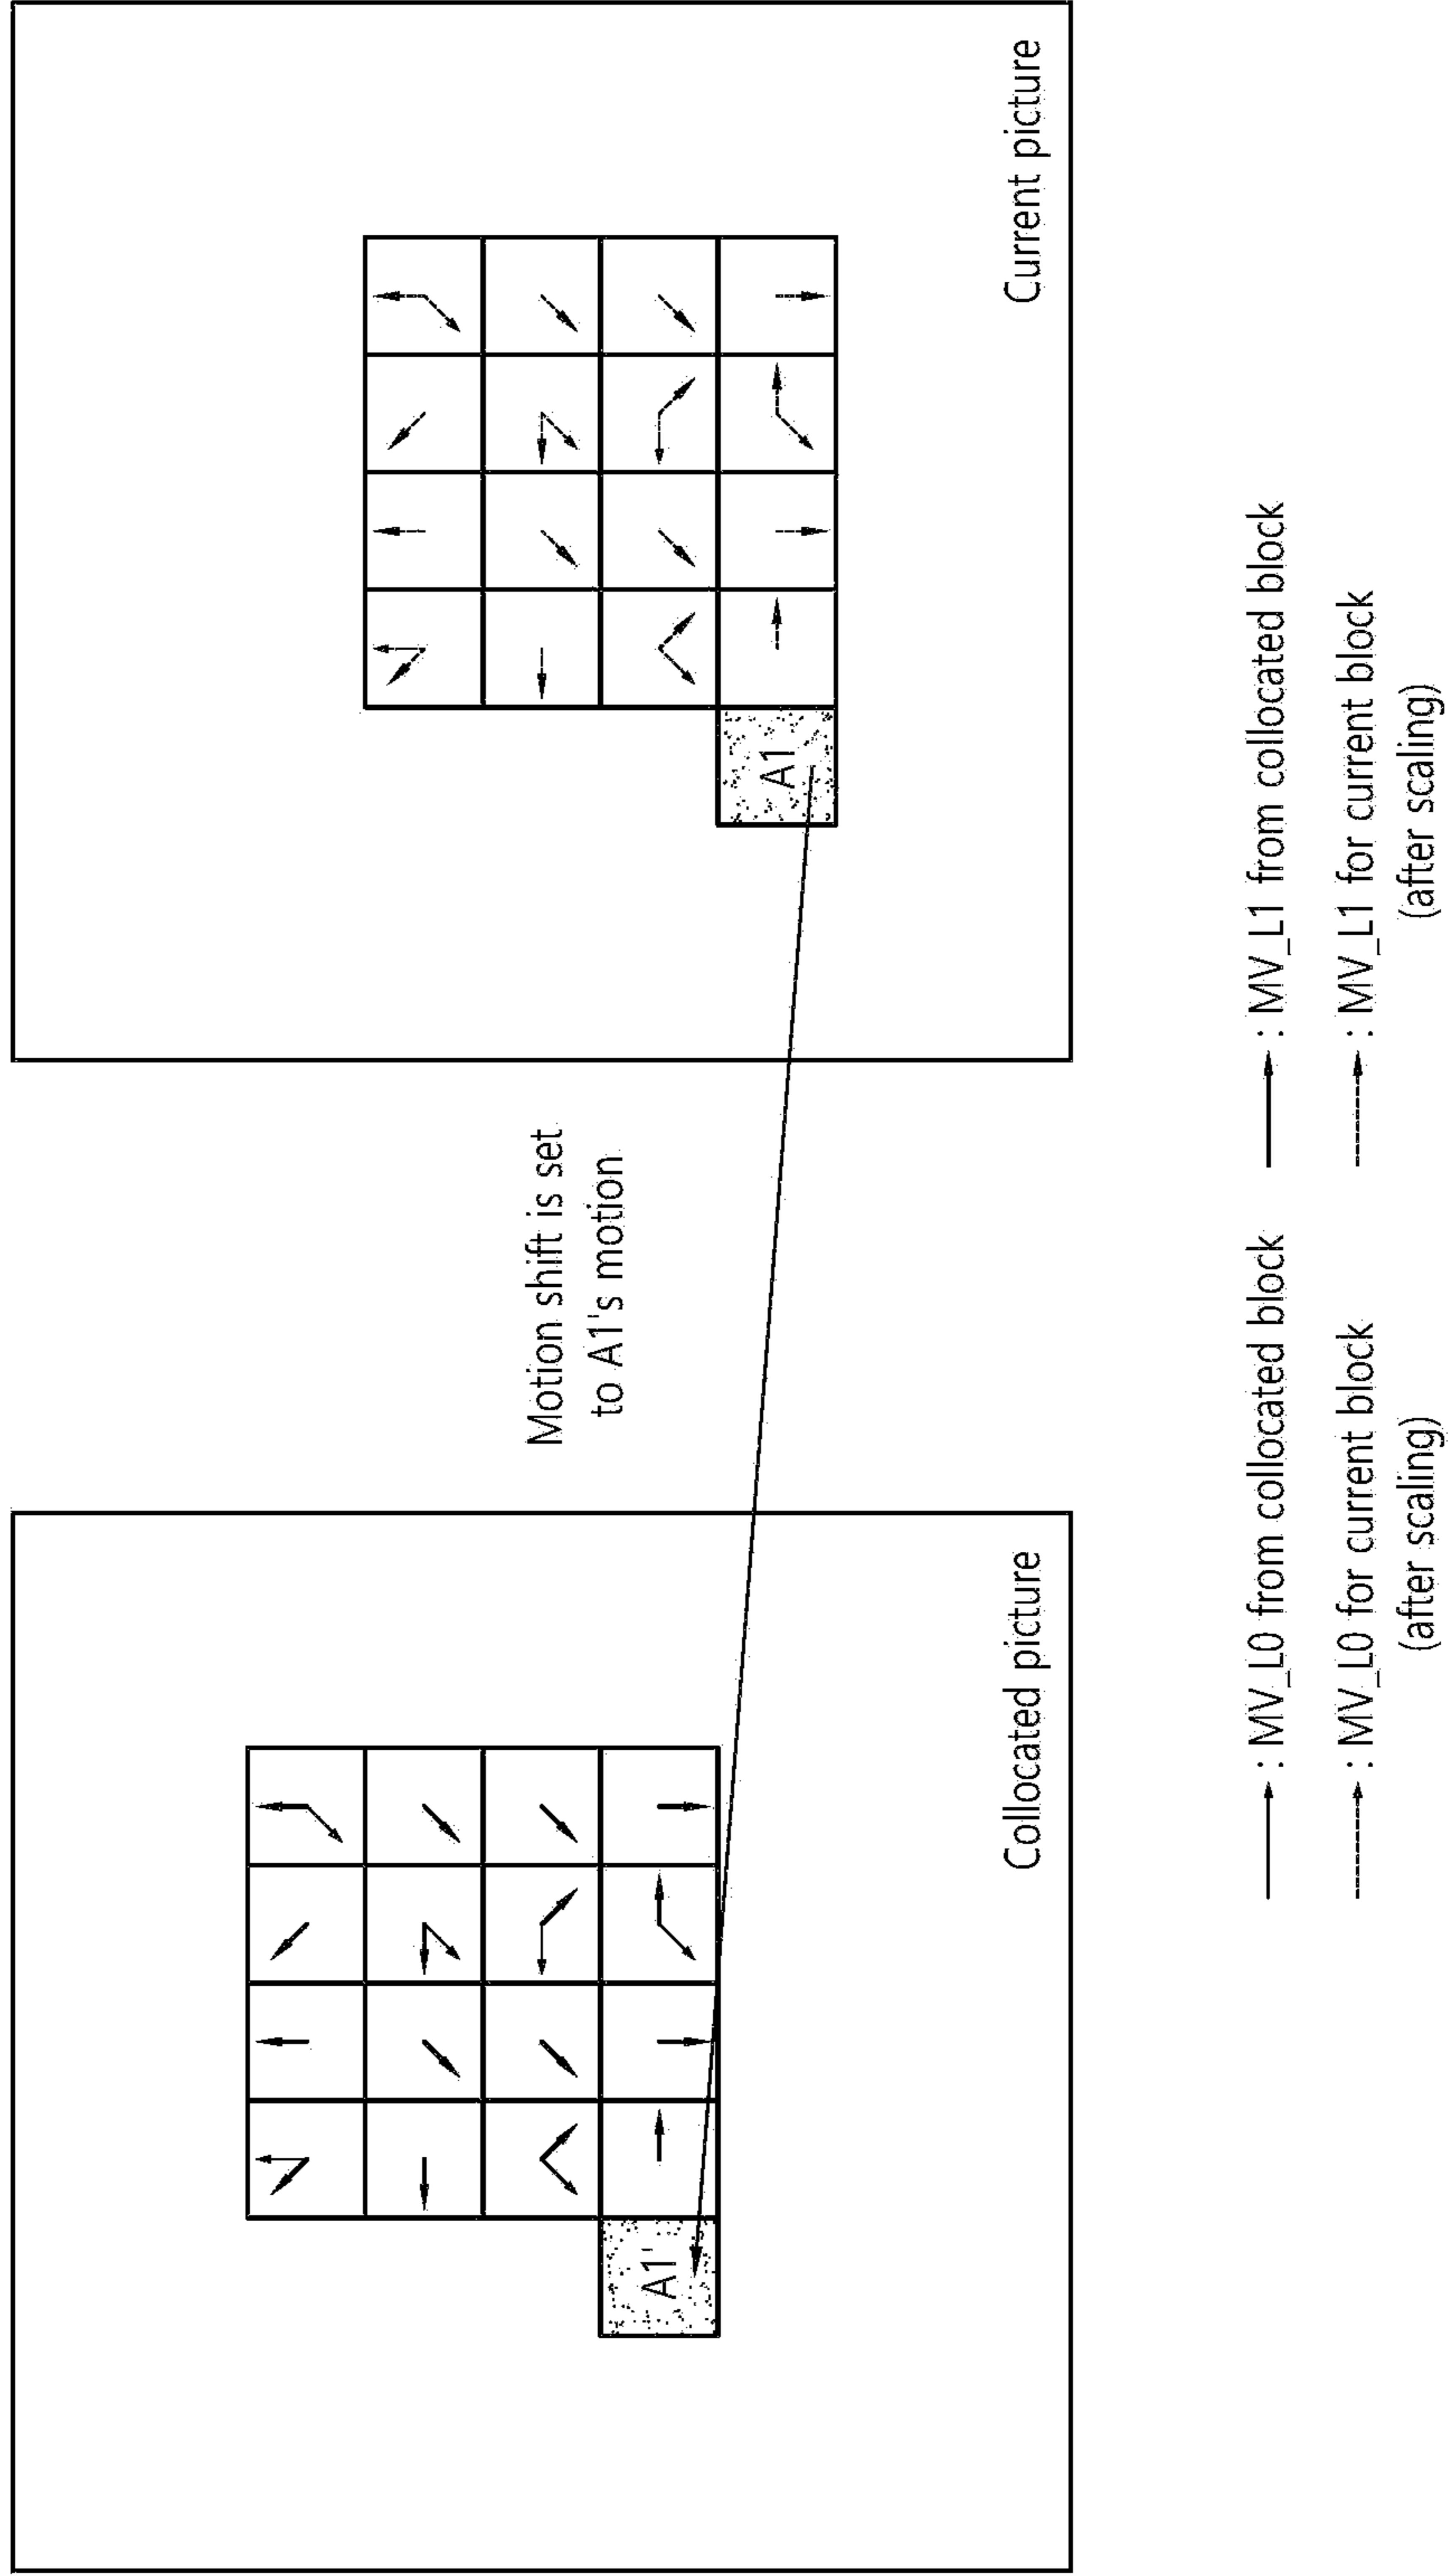 Motion shift is set
to A1's motion
A1'
A1
Collocated picture
Current picture
: MV_L0 from collocated block
: MV_L1 from collocated block
: MV_L0 for current block
(after scaling)
: MV_L1 for current block
(after scaling)